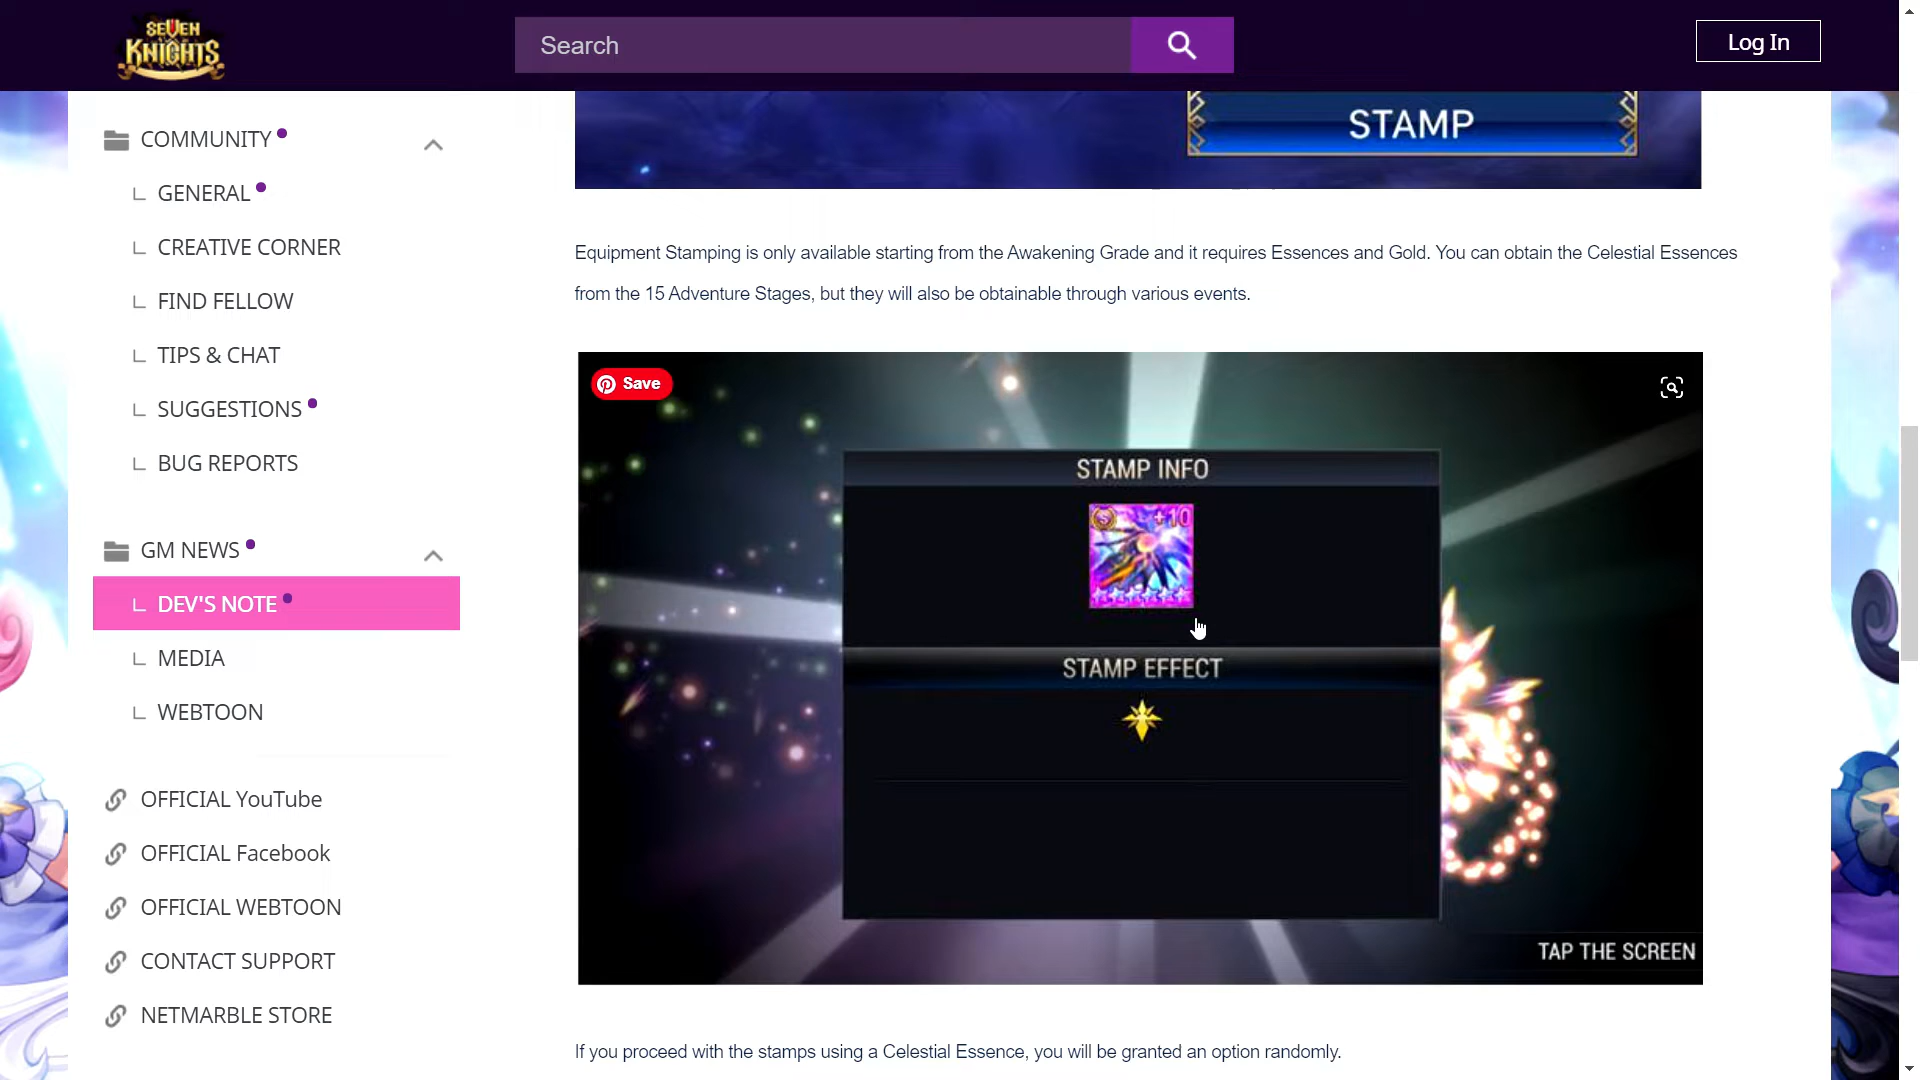 SEVEN
KNIGHTS
Search
Log In
COMMUNITY
GENERAL
CREATIVE CORNER
FIND FELLOW
TIPS & CHAT
SUGGESTIONS
BUG REPORTS
GM NEWS
DEV'S NOTE
MEDIA
WEBTOON
OFFICIAL YouTube
OFFICIAL Facebook
OFFICIAL WEBTOON
CONTACT SUPPORT
NETMARBLE STORE
STAMP
Equipment Stamping is only available starting from the Awakening Grade and it requires Essences and Gold. You can obtain the Celestial Essences
from the 15 Adventure Stages, but they will also be obtainable through various events.
Save
STAMP INFO
+10
STAMP EFFECT
TAP THE SCREEN
If you proceed with the stamps using a Celestial Essence, you will be granted an option randomly.